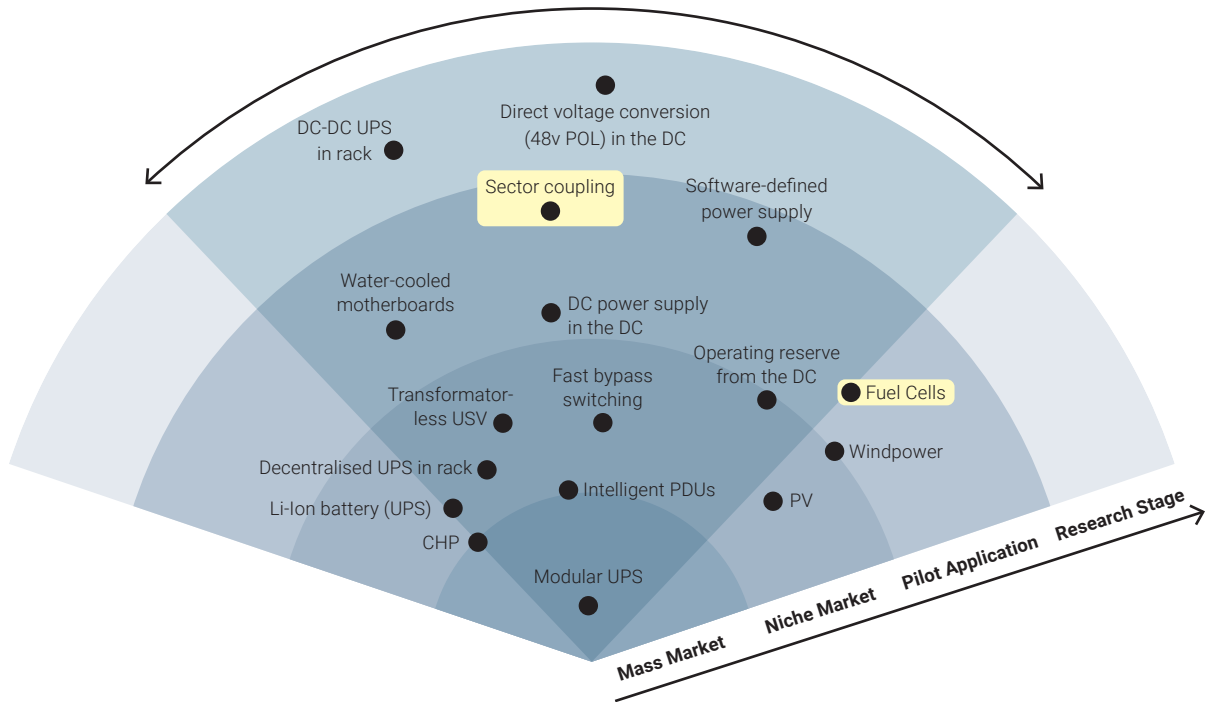 Direct voltage conversion
(48v POL) in the DC
DC-DC UPS
in rack
Sector coupling
Software-defined
power supply
Water-cooled
motherboards
DC power supply
in the DC
Operating reserve
from the DC
Fast bypass
switching
Transformator-
less USV
Fuel Cells
Windpower
Decentralised UPS in rack
Intelligent PDUs
PV
Li-Ion battery (UPS)
CHP
Modular UPS
Mass Market
Niche Market
Pilot Application
Research Stage